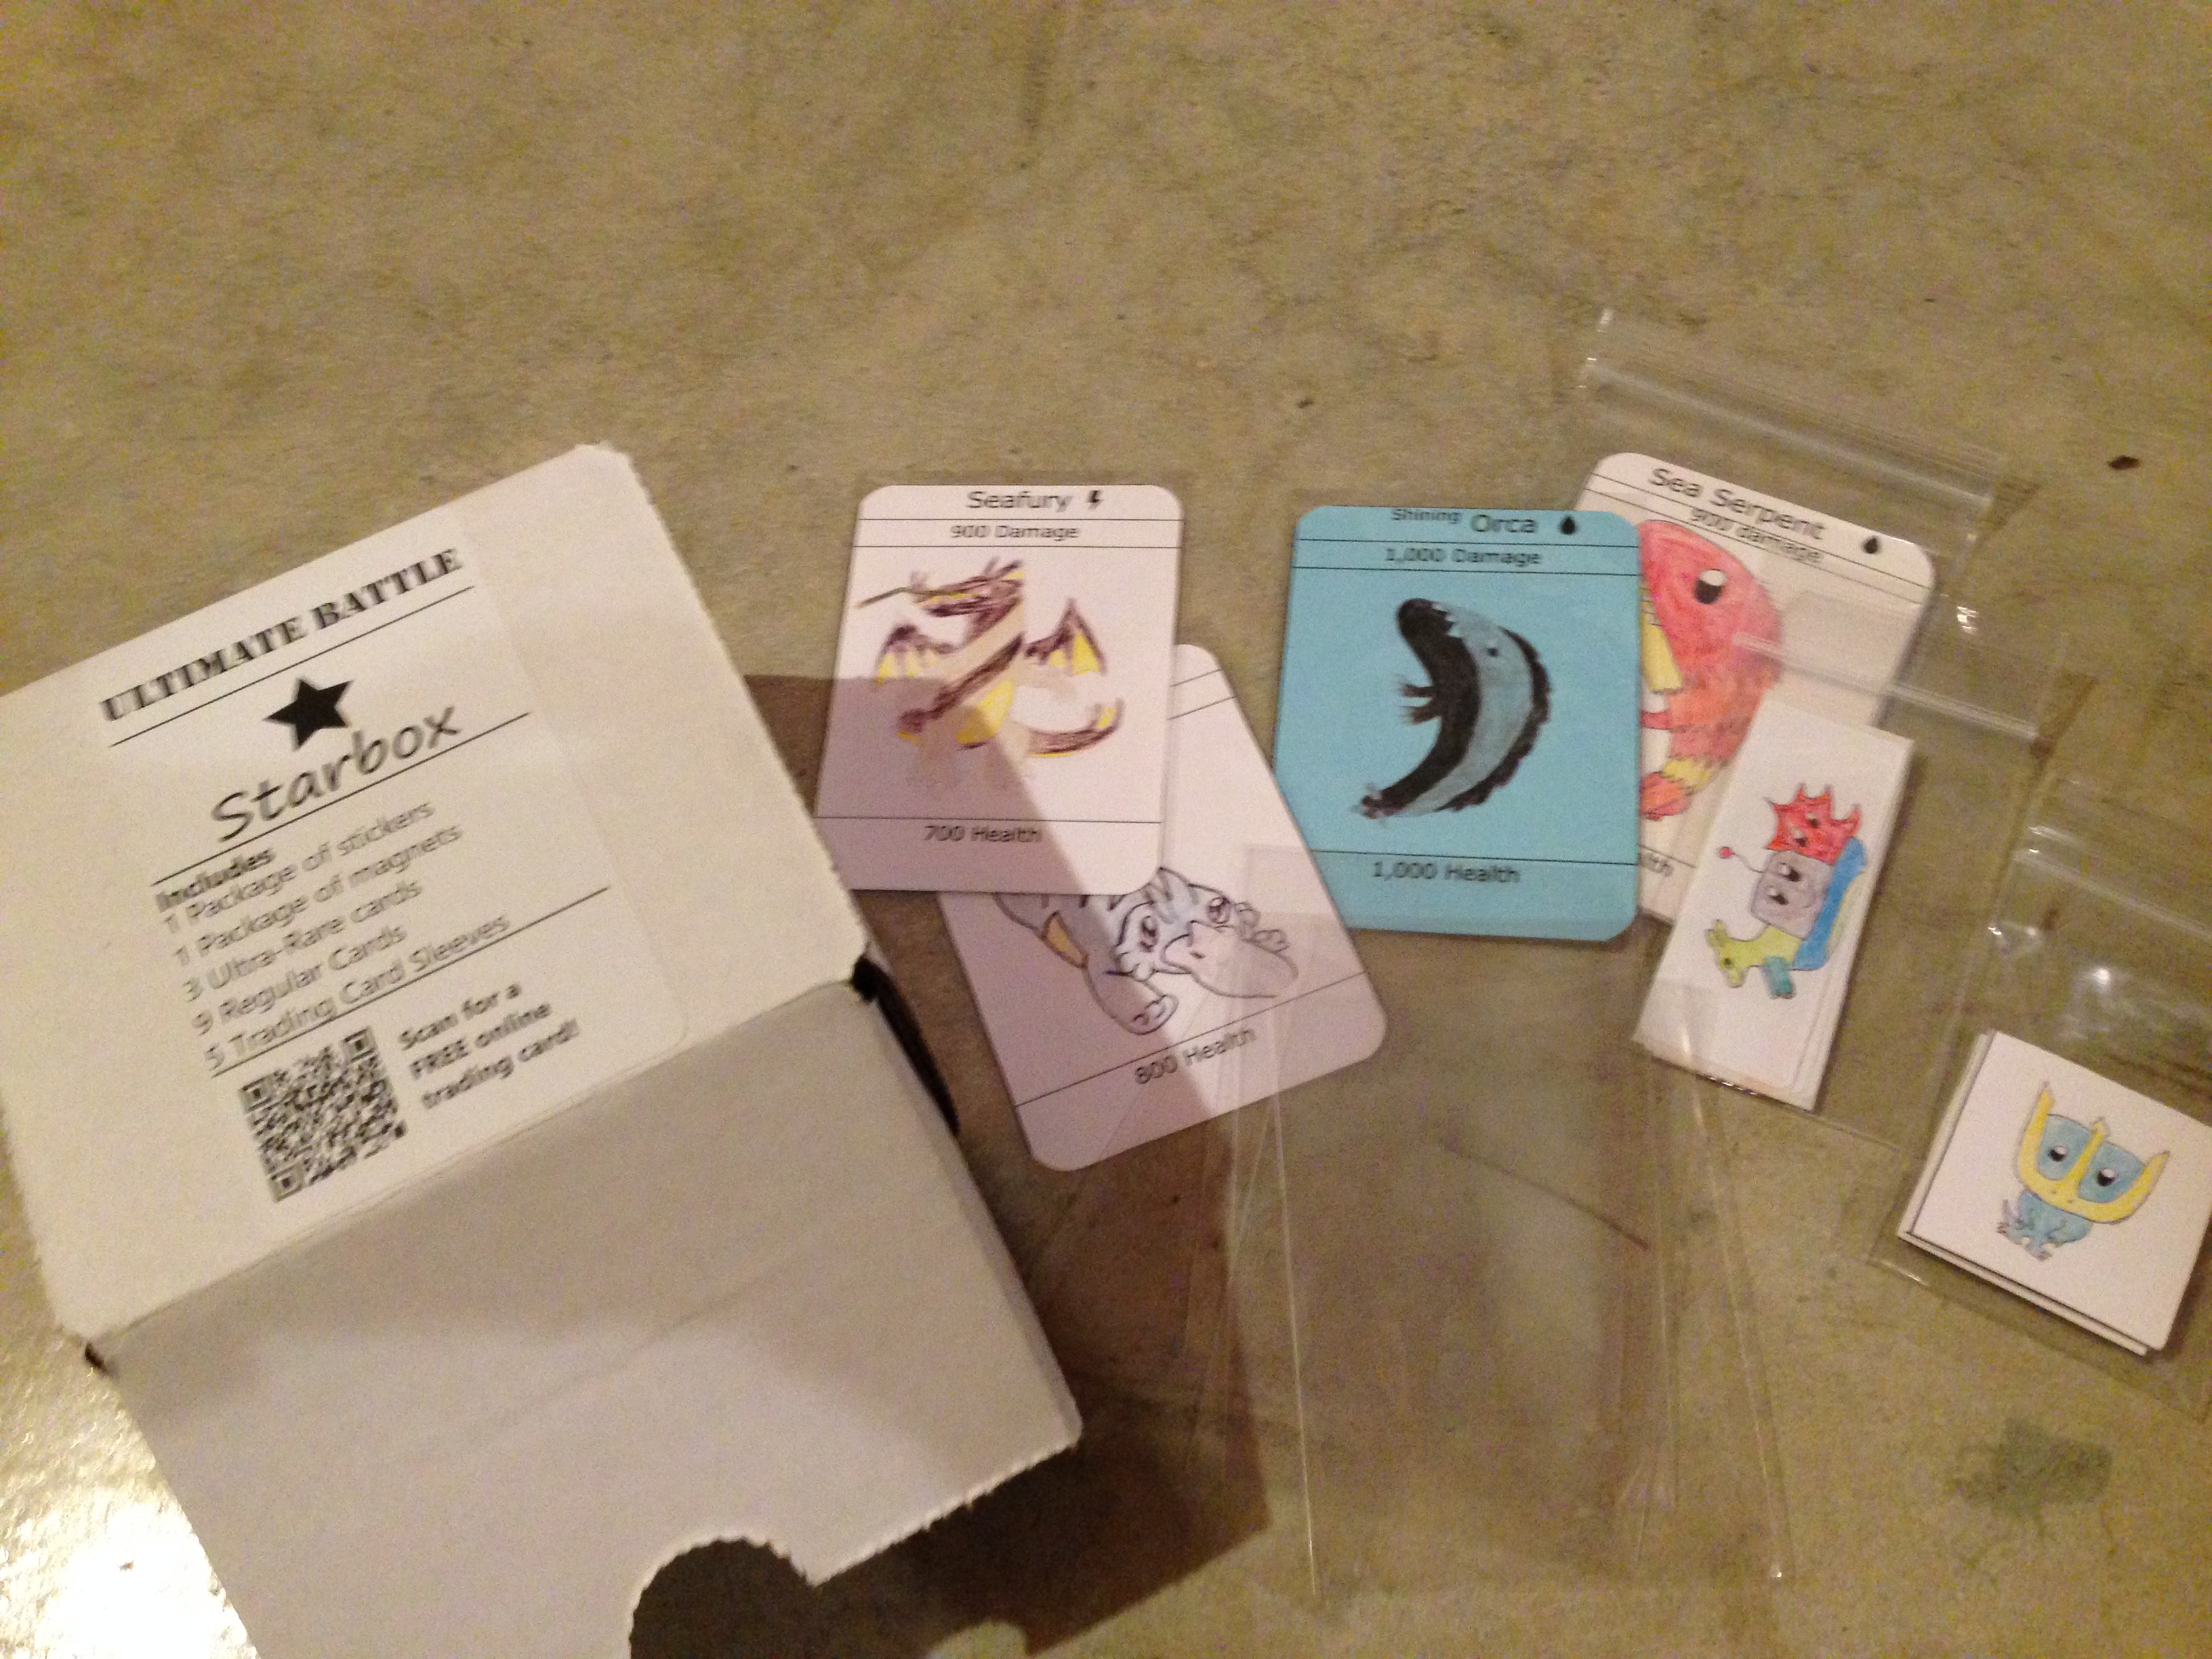 ULTIMATE BATTLE
Starbox
Includes
1 Package of stickers
1 Package of magnets
3 Ultra-Rare cards
9 Regular Cards
5 Trading Card Sleeves
Scan for a
FREE online
trading card!
Seafury
900 Damage
700 Health
800 Health
Shining Orca
1,000 Damage
1,000 Health
Sea Serpent
900 damage
lth